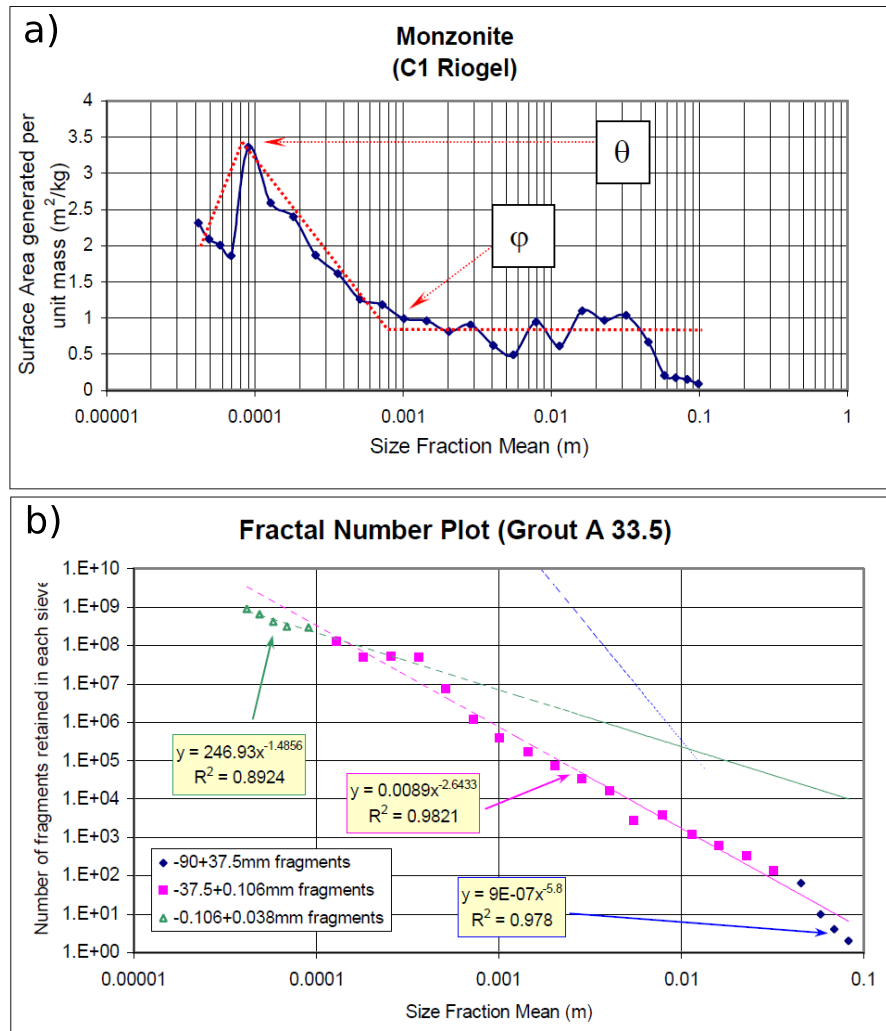 a)
Monzonite
(C1 Riogel)
Surface Area generated per
unit mass (m²/kg)
4
3.5
3
2.5
2
1.5
1
0.5
0
θ
φ
0.00001
0.0001
0.001
0.01
0.1
1
Size Fraction Mean (m)
b)
Fractal Number Plot (Grout A 33.5)
Number of fragments retained in each sieve
1.E+10
1.E+09
1.E+08
1.E+07
1.E+06
1.E+05
1.E+04
1.E+03
1.E+02
1.E+01
1.E+00
y = 246.93x^-1.4856
R² = 0.8924
y = 0.0089x^-2.6433
R² = 0.9821
-90+37.5mm fragments
-37.5+0.106mm fragments
-0.106+0.038mm fragments
y = 9E-07x^-5.8
R² = 0.978
0.00001
0.0001
0.001
0.01
0.1
Size Fraction Mean (m)